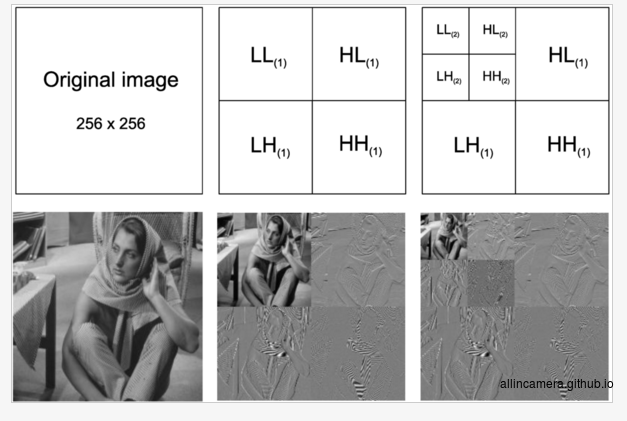 Original image
256 x 256
LL(1) HL(1)
LH(1) HH(1)
LL(2) HL(2)
LH(2) HH(2)
HL(1)
LH(1) HH(1)
allincamera.github.io